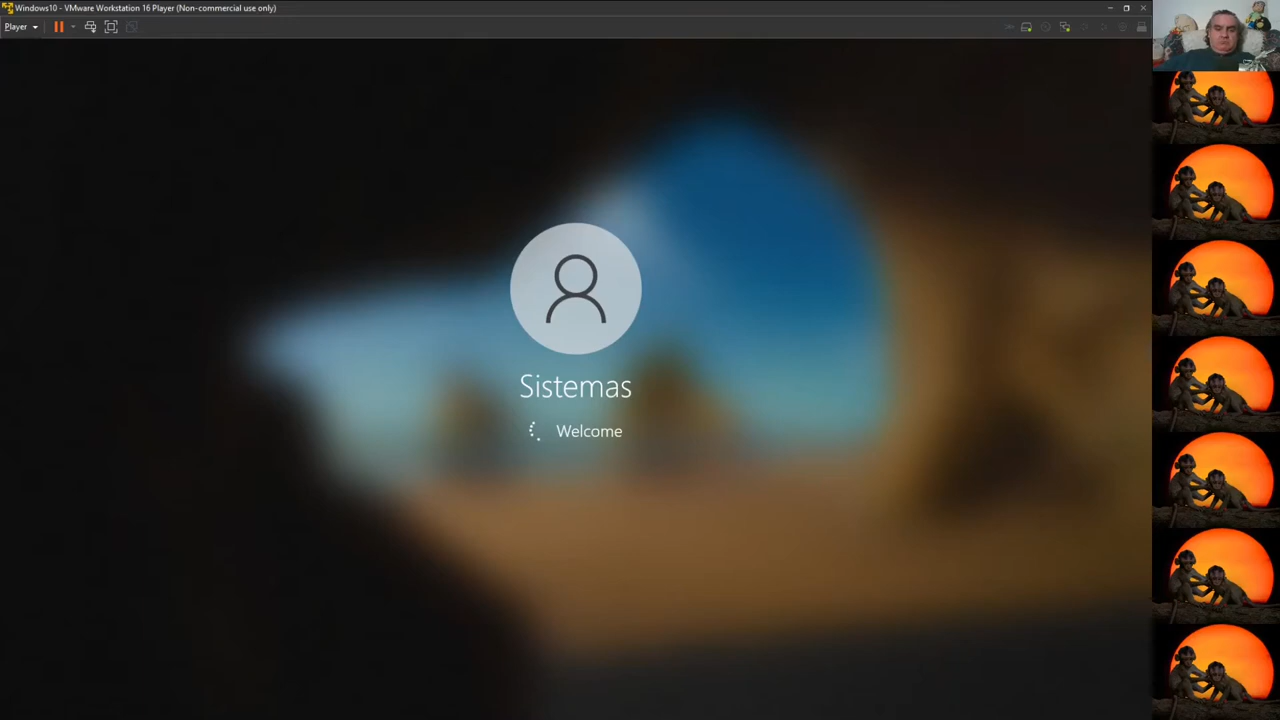 Windows10 - VMware Workstation 16 Player (Non-commercial use only)
Player
Sistemas
Welcome